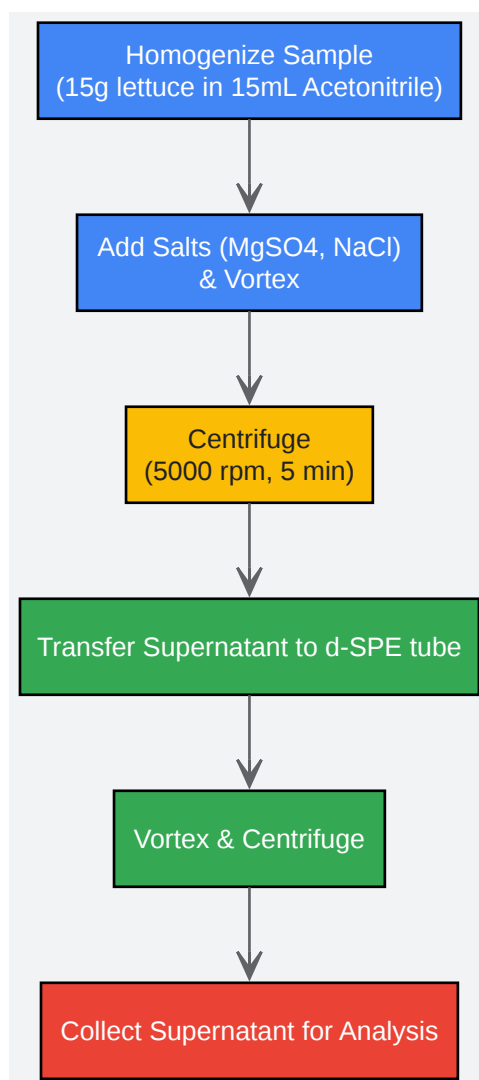 Homogenize Sample
(15g lettuce in 15mL Acetonitrile)
Add Salts (MgSO4, NaCl)
& Vortex
Centrifuge
(5000 rpm, 5 min)
Transfer Supernatant to d-SPE tube
Vortex & Centrifuge
Collect Supernatant for Analysis